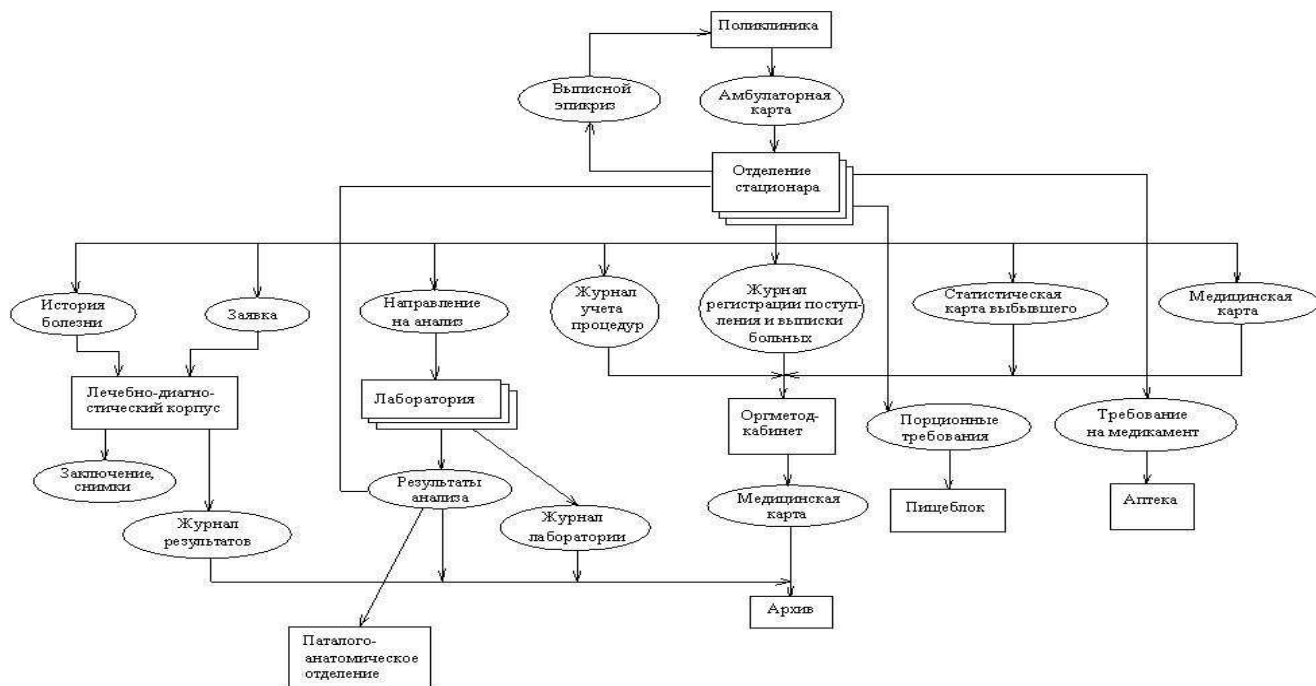 Поликлиника
Выписной
эпикриз
Амбулаторная
карта
Отделение
стационара
История
болезни
Заявка
Направление
на анализ
Журнал
учета
процедур
Журнал
регистрации поступ-
ления и выписки
больных
Статистическая
карта выбывшего
Медицинская
карта
Лечебно-диагно-
стический корпус
Лаборатория
Оргметод-
кабинет
Порционные
требования
Требование
на медикамент
Заключение,
снимки
Результаты
анализа
Медицинская
карта
Пищеблок
Аптека
Журнал
результатов
Журнал
лаборатории
Архив
Паталого-
анатомическое
отделение